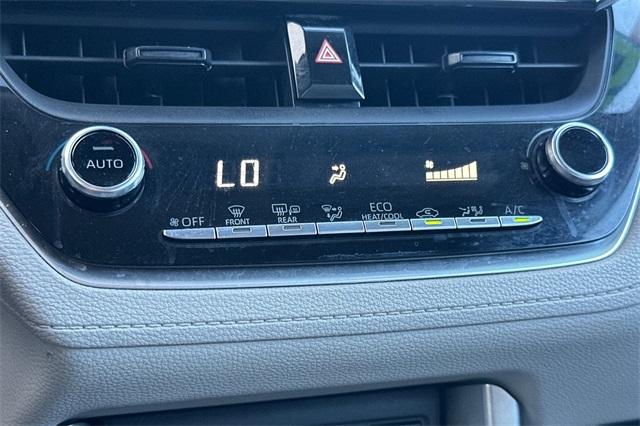 AUTO
LO
OFF
FRONT
REAR
ECO
HEAT/COOL
A/C